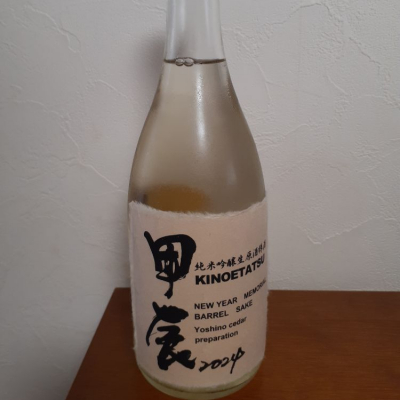 甲辰
2024
純米吟醸生原酒樽酒
KINOETATSU
NEW YEAR MEMORIAL
BARREL SAKE
Yoshino cedar
preparation